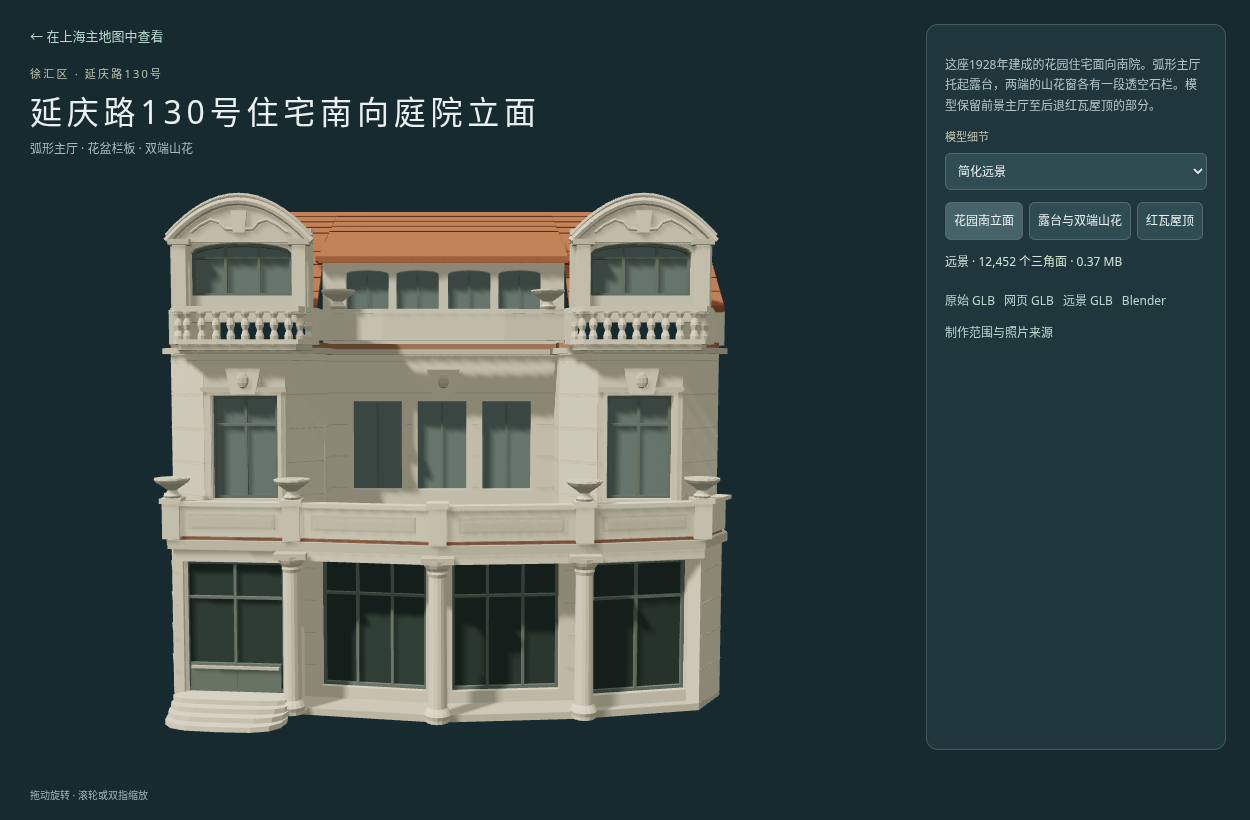 ← 在上海主地图中查看
徐汇区 · 延庆路130号
延庆路130号住宅南向庭院立面
弧形主厅 · 花盆栏板 · 双端山花
这座1928年建成的花园住宅面向南院。弧形主厅
托起露台，两端的山花窗各有一段透空石栏。模
型保留前景主厅至后退红瓦屋顶的部分。
模型细节
简化远景
花园南立面 露台与双端山花 红瓦屋顶
远景 · 12,452 个三角面 · 0.37 MB
原始 GLB 网页 GLB 远景 GLB Blender
制作范围与照片来源
拖动旋转 · 滚轮或双指缩放